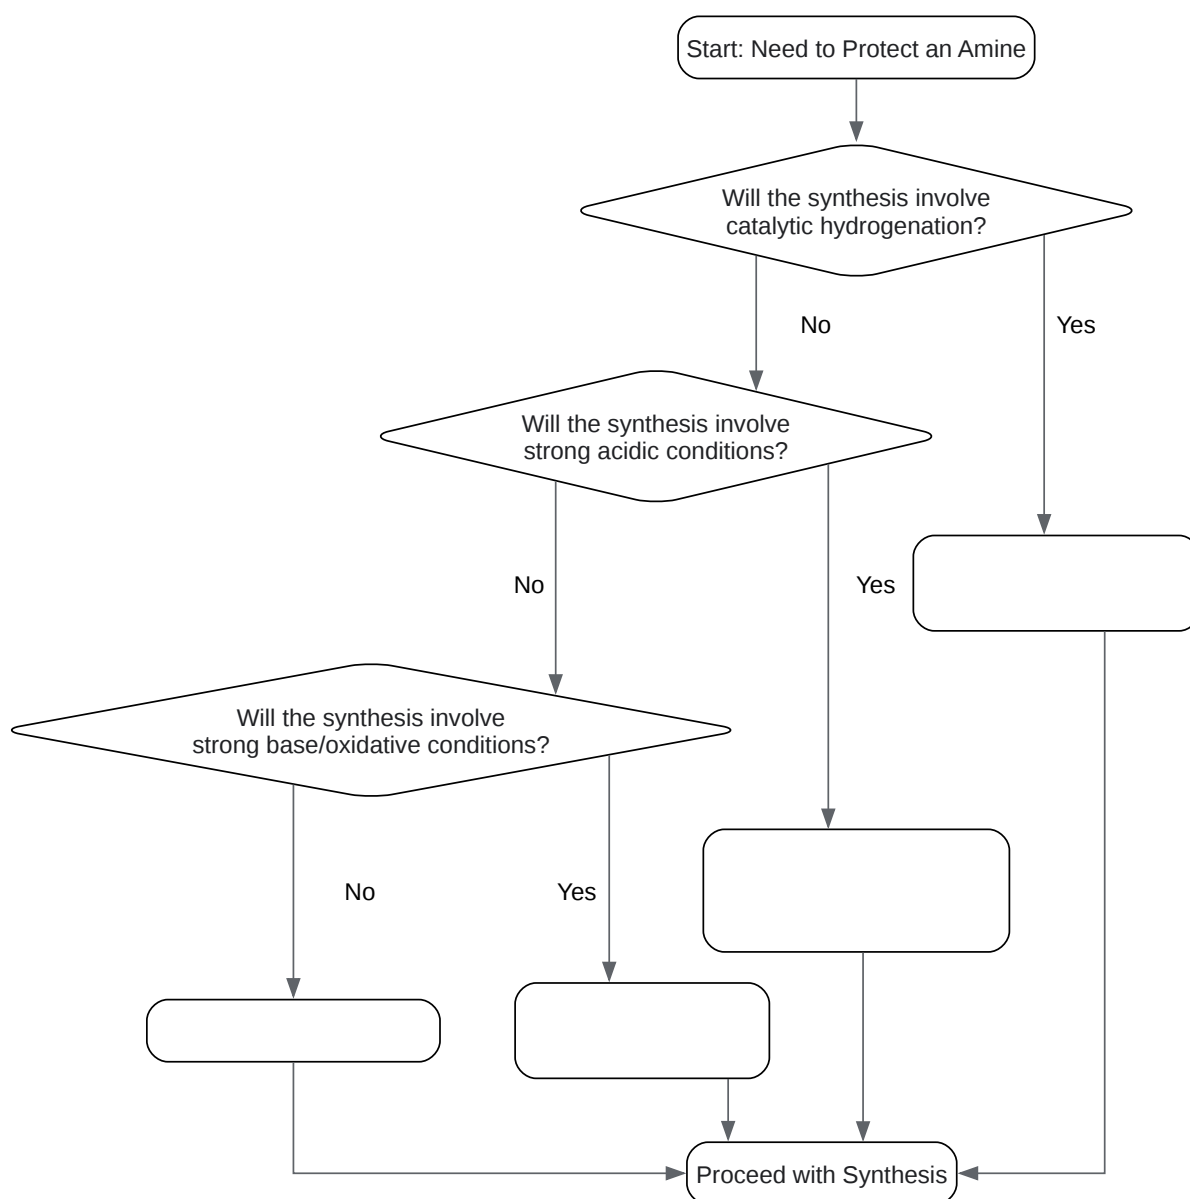 Start: Need to Protect an Amine
Will the synthesis involve
catalytic hydrogenation?
No
Yes
Will the synthesis involve
strong acidic conditions?
No
Yes
Will the synthesis involve
strong base/oxidative conditions?
No
Yes
Proceed with Synthesis